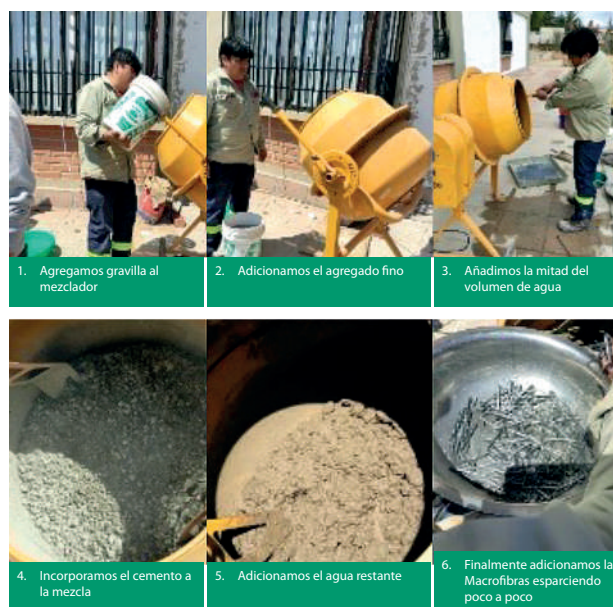 1. Agregamos gravilla al
mezclador
2. Adicionamos el agregado fino
3. Añadimos la mitad del
volumen de agua
4. Incorporamos el cemento a
la mezcla
5. Adicionamos el agua restante
6. Finalmente adicionamos la
Macrofibras esparciendo
poco a poco